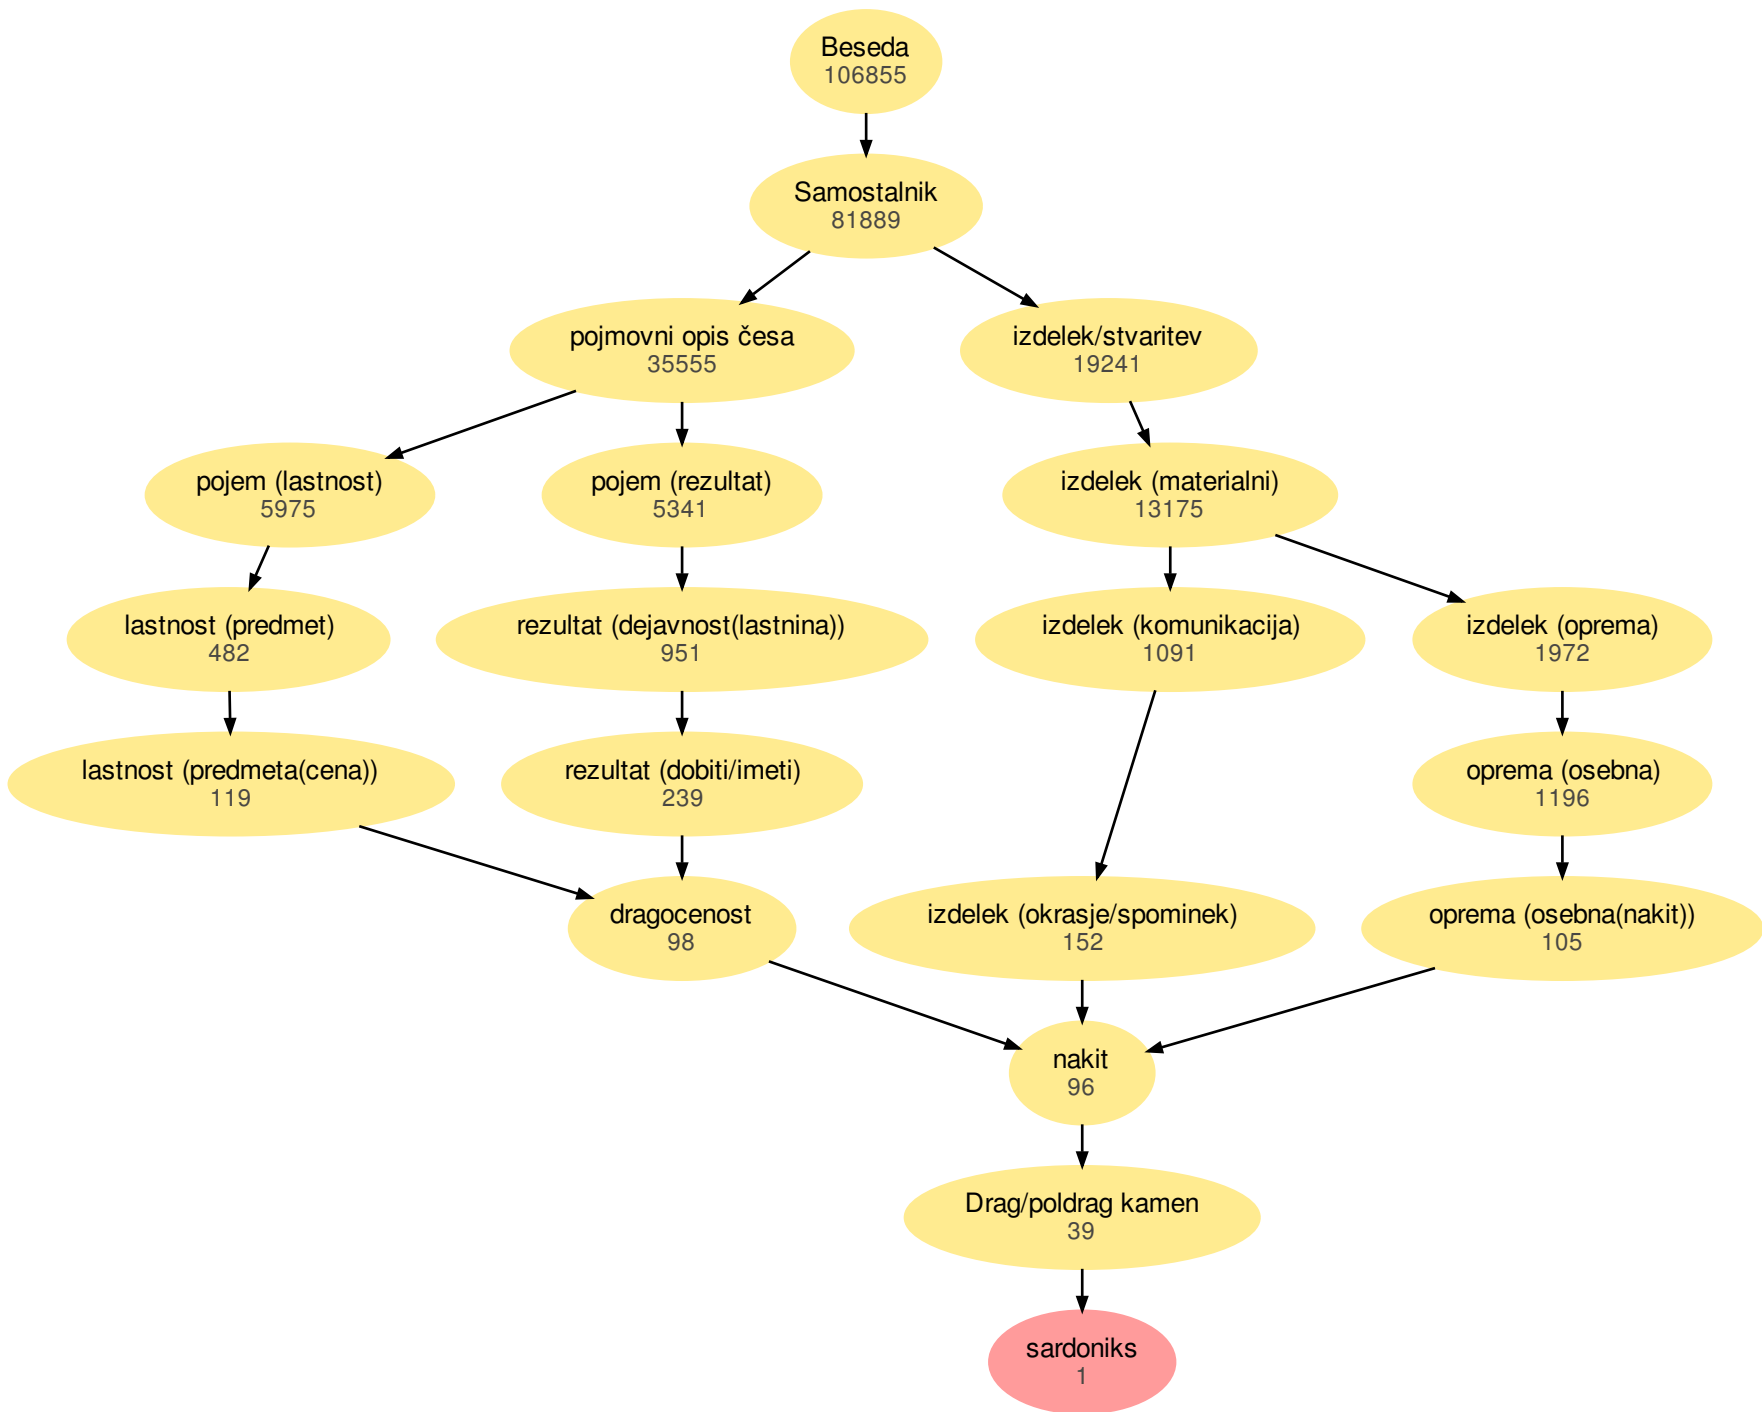 Beseda
106855
Samostalnik
81889
pojmovni opis česa
35555
izdelek/stvaritev
19241
pojem (lastnost)
5975
pojem (rezultat)
5341
izdelek (materialni)
13175
lastnost (predmet)
482
rezultat (dejavnost(lastnina))
951
izdelek (komunikacija)
1091
izdelek (oprema)
1972
lastnost (predmeta(cena))
119
rezultat (dobiti/imeti)
239
oprema (osebna)
1196
dragocenost
98
izdelek (okrasje/spominek)
152
oprema (osebna(nakit))
105
nakit
96
Drag/poldrag kamen
39
sardoniks
1